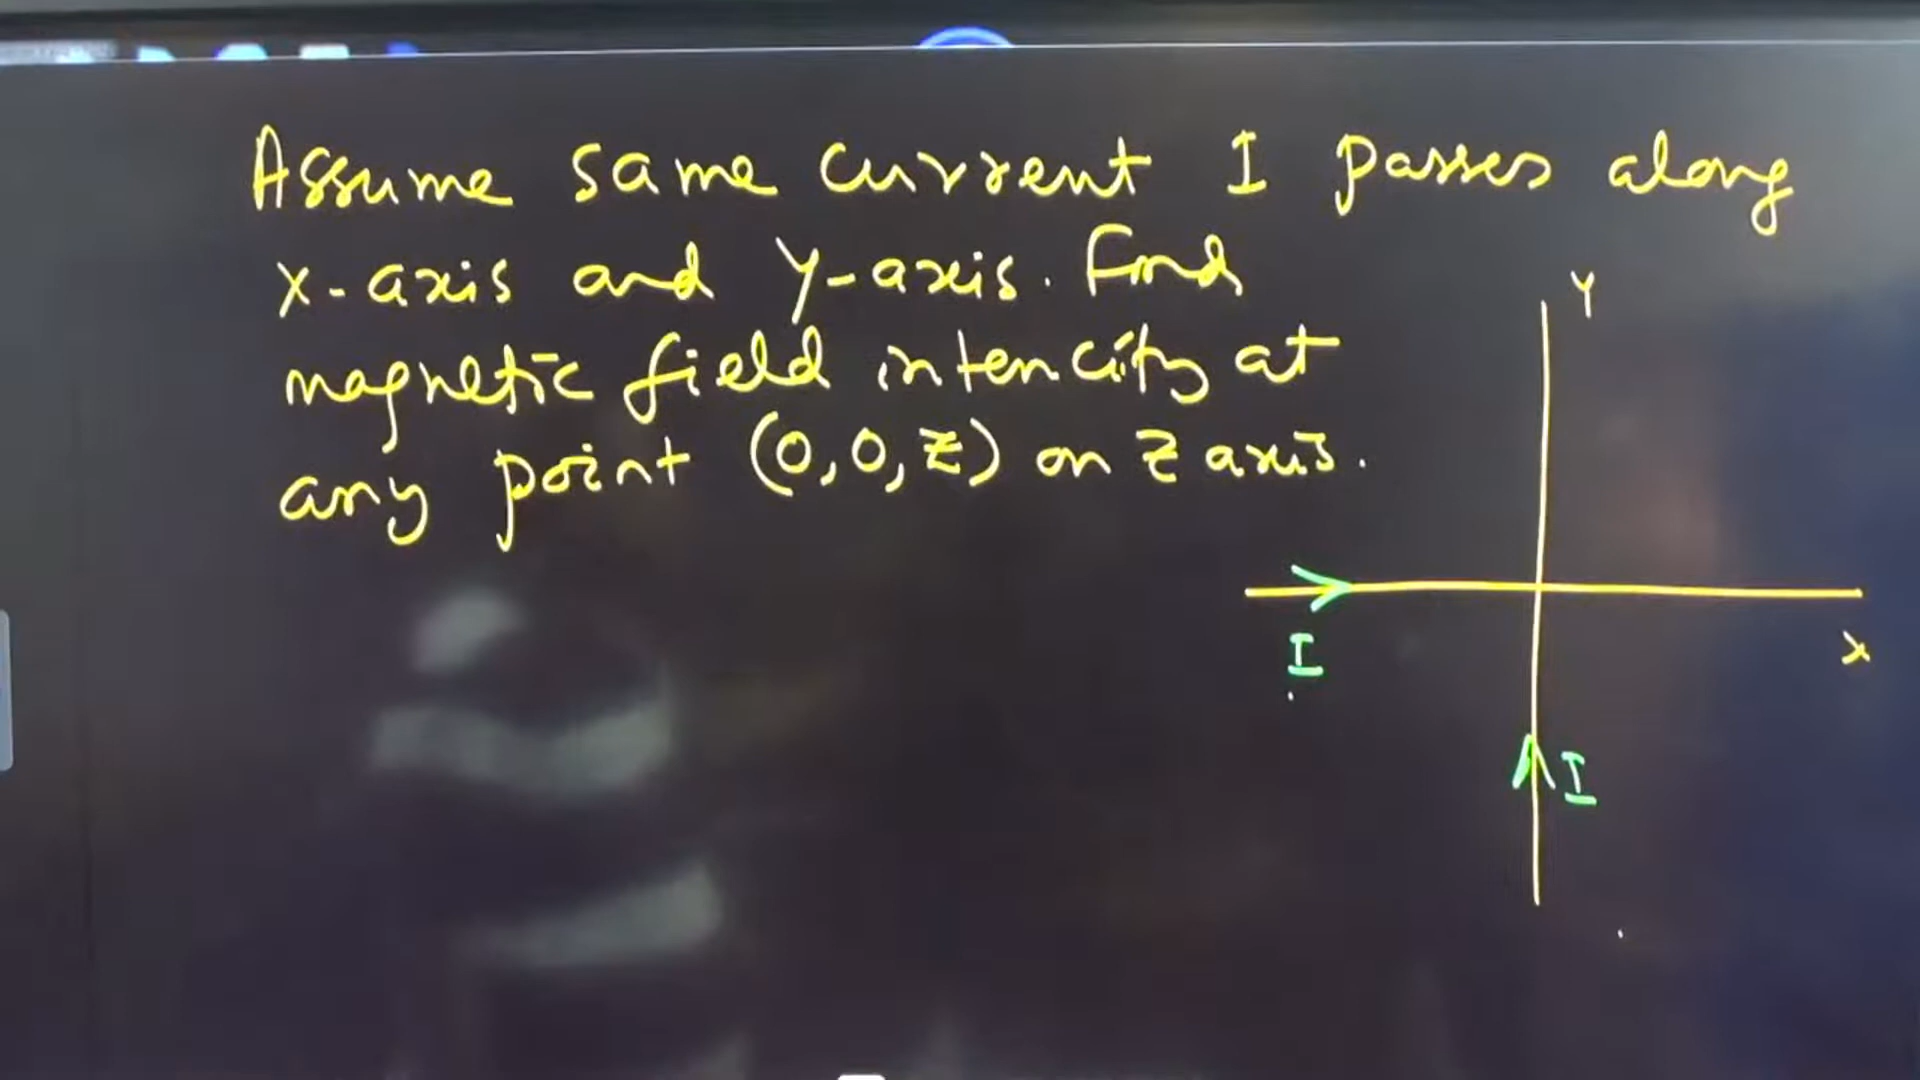 Assume same current I passes along
x-axis and y-axis. Find
magnetic field intencity at
any point (0,0,z) on z axis.
Y
X
I
I